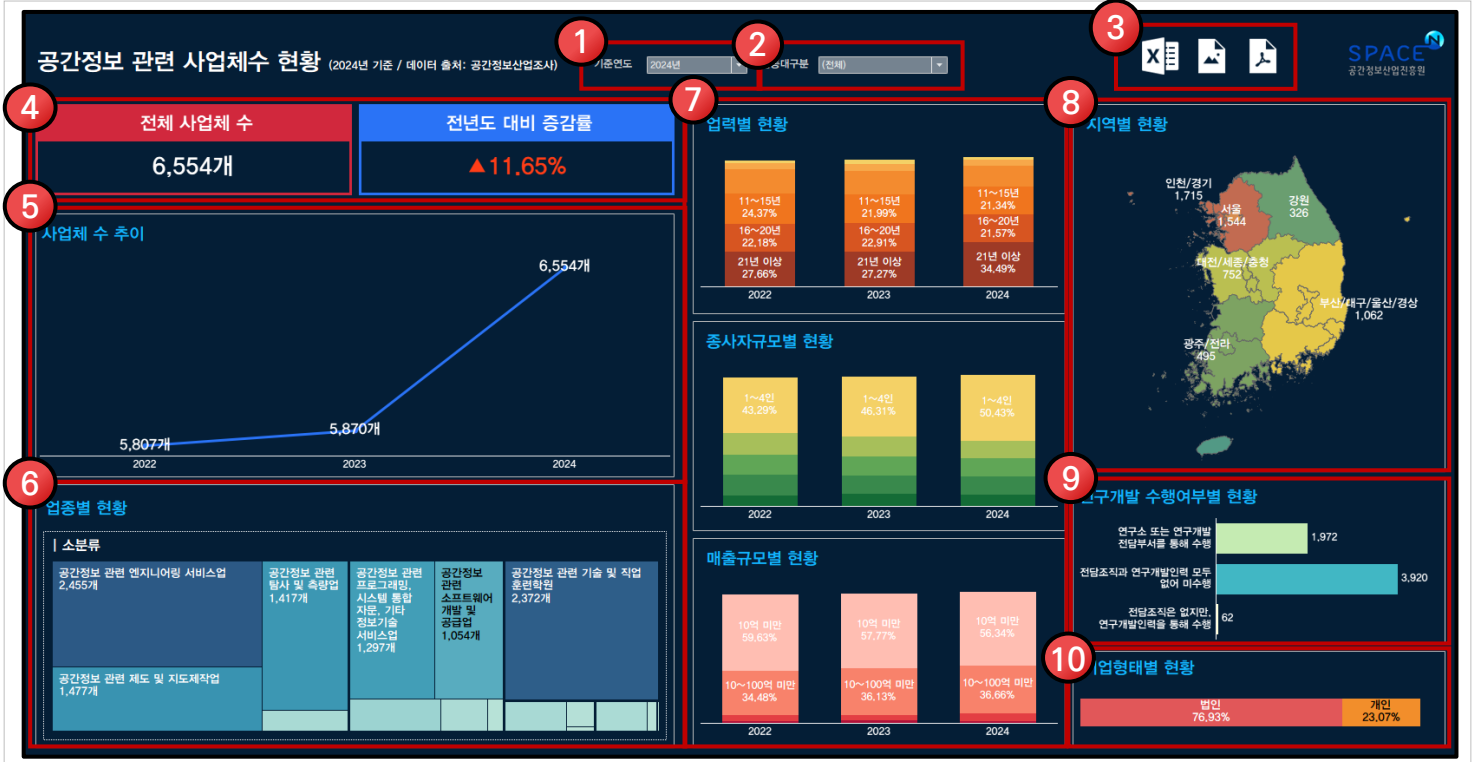 1
2
3
공간정보 관련 사업체수 현황 (2024년 기준 / 데이터 출처: 공간정보산업조사)
기준연도
2024년
(전체)
X
SPACE N
공간정보산업진흥원
4
전체 사업체 수
6,554개
전년도 대비 증감률
▲11.65%
5
사업체 수 추이
5,807개
5,870개
6,554개
2022
2023
2024
6
업종별 현황
| 소분류
공간정보 관련 엔지니어링 서비스업
2,455개
공간정보 관련 제도 및 지도제작업
1,477개
공간정보 관련
탐사 및 측량업
1,417개
공간정보 관련
프로그래밍,
시스템 통합
자문, 기타
정보기술
서비스업
1,297개
공간정보
관련
소프트웨어
개발 및
공급업
1,054개
공간정보 관련 기술 및 직업
훈련학원
2,372개
7
업력별 현황
11~15년
24,37%
16~20년
22,18%
21년 이상
27,66%
2022
11~15년
21,99%
16~20년
22,91%
21년 이상
27,27%
2023
11~15년
21,34%
16~20년
21,57%
21년 이상
34,49%
2024
종사자규모별 현황
1~4인
43,29%
2022
1~4인
46,31%
2023
1~4인
50,43%
2024
매출규모별 현황
10억 미만
59,63%
10~100억 미만
34,48%
2022
10억 미만
57,77%
10~100억 미만
36,13%
2023
10억 미만
56,34%
10~100억 미만
36,66%
2024
8
지역별 현황
인천/경기
1,715
서울
1,544
강원
326
대전/세종/충청
752
부산/대구/울산/경상
1,062
광주/전라
495
9
연구개발 수행여부별 현황
연구소 또는 연구개발
전담부서를 통해 수행
1,972
전담조직과 연구개발인력 모두
없어 미수행
3,920
전담조직은 없지만,
연구개발인력을 통해 수행
62
10
기업형태별 현황
법인
76,93%
개인
23,07%